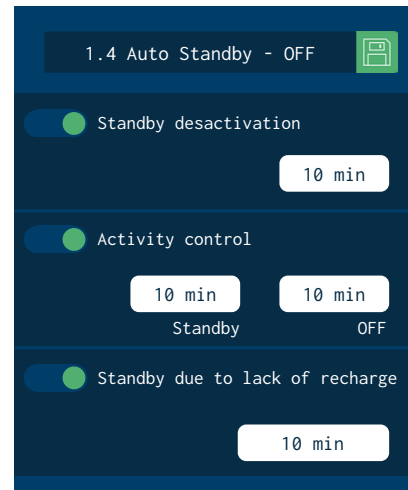 1.4 Auto Standby - OFF
Standby desactivation
10 min
Activity control
10 min 10 min
Standby OFF
Standby due to lack of recharge
10 min